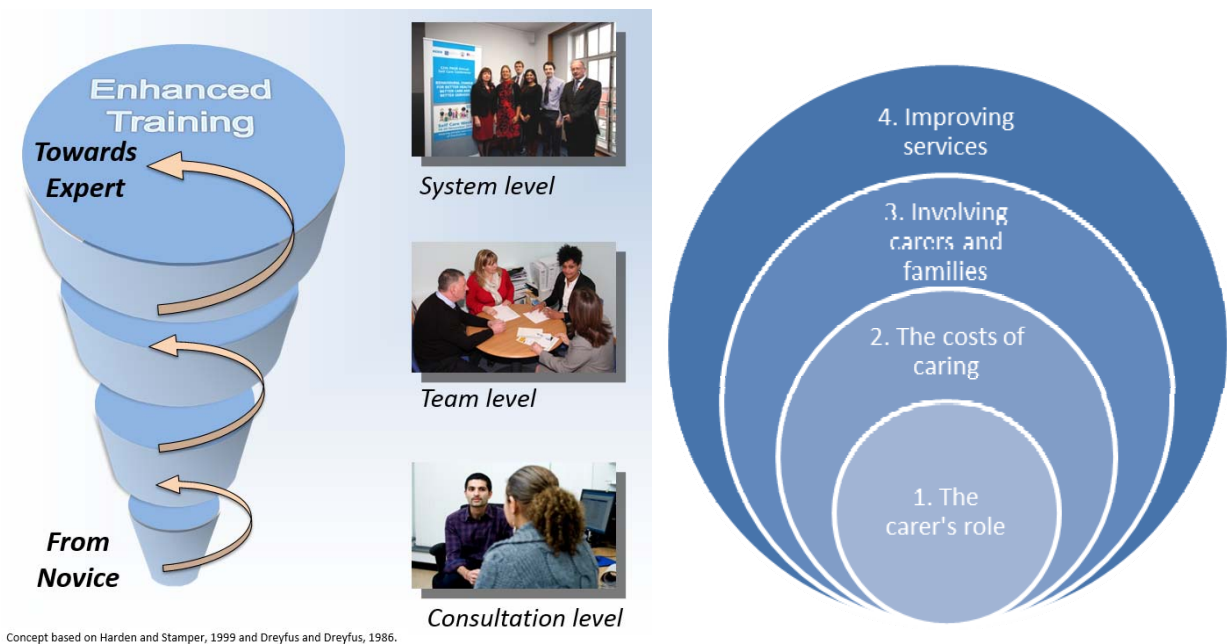 Enhanced
Training
Towards
Expert
From
Novice
System level
Team level
Consultation level
Concept based on Harden and Stamper, 1999 and Dreyfus and Dreyfus, 1986.
4. Improving
services
3. Involving
carers and
families
2. The costs of
caring
1. The
carer's role